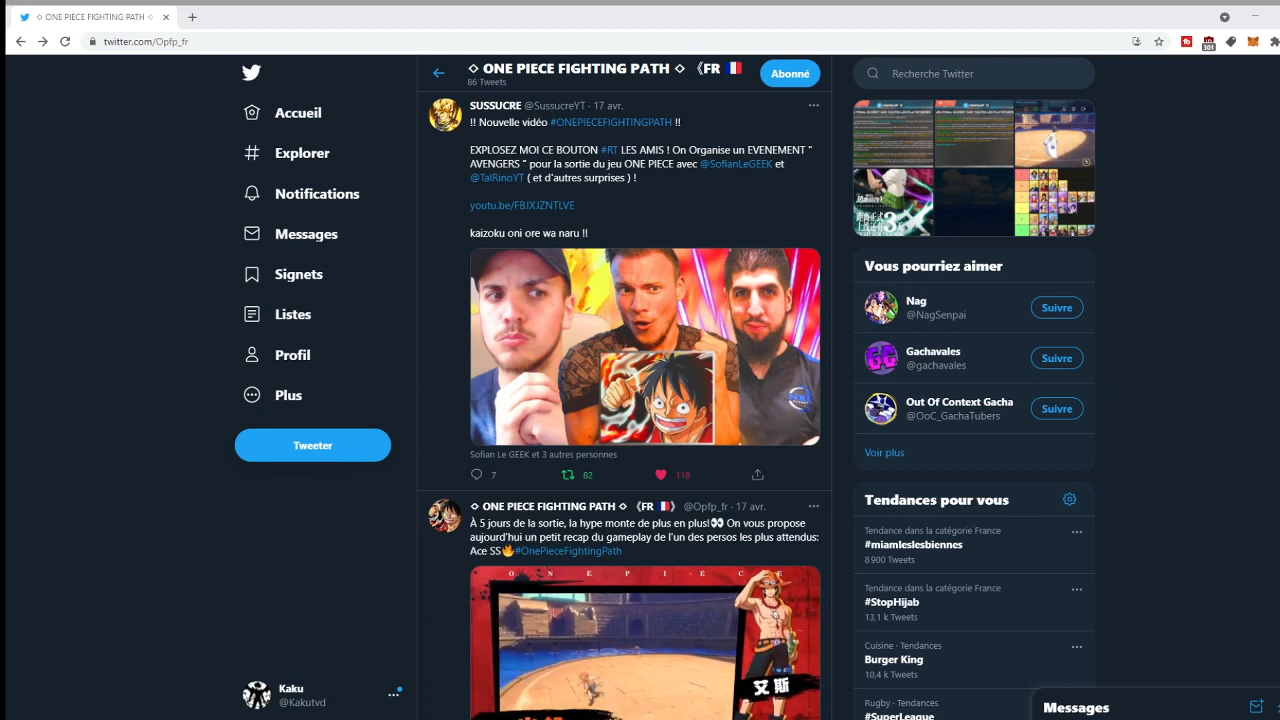 ◇ ONE PIECE FIGHTING PATH ◇
twitter.com/Opfp_fr
301
Accueil
Explorer
Notifications
Messages
Signets
Listes
Profil
Plus
Tweeter
Kaku
@Kakutvd
◇ ONE PIECE FIGHTING PATH ◇ 《FR 🇫🇷
86 Tweets
Abonné
SUSSUCRE @SussucreYT · 17 avr.
!! Nouvelle vidéo #ONEPIECEFIGHTINGPATH !!
EXPLOSEZ MOI CE BOUTON #RT LES AMIS ! On Organise un EVENEMENT "
AVENGERS " pour la sortie du jeu ONE PIECE avec @SofianLeGEEK et
@TaiRinoYT ( et d'autres surprises ) !
youtu.be/FBJXJZNTLVE
kaizoku oni ore wa naru !!
Sofian Le GEEK et 3 autres personnes
7 82 118
◇ ONE PIECE FIGHTING PATH ◇ 《FR 🇫🇷》 @Opfp_fr · 17 avr.
À 5 jours de la sortie, la hype monte de plus en plus!👀 On vous propose
aujourd'hui un petit recap du gameplay de l'un des persos les plus attendus:
Ace SS🔥#OnePieceFightingPath
O N E P I E C E
艾斯
Recherche Twitter
Vous pourriez aimer
Nag
@NagSenpai
Suivre
Gachavales
@gachavales
Suivre
Out Of Context Gacha
@OoC_GachaTubers
Suivre
Voir plus
Tendances pour vous
Tendance dans la catégorie France
#miamleslesbiennes
8 900 Tweets
Tendance dans la catégorie France
#StopHijab
13,1 k Tweets
Cuisine · Tendances
Burger King
10,4 k Tweets
Rugby · Tendances
#SuperLeague
Messages